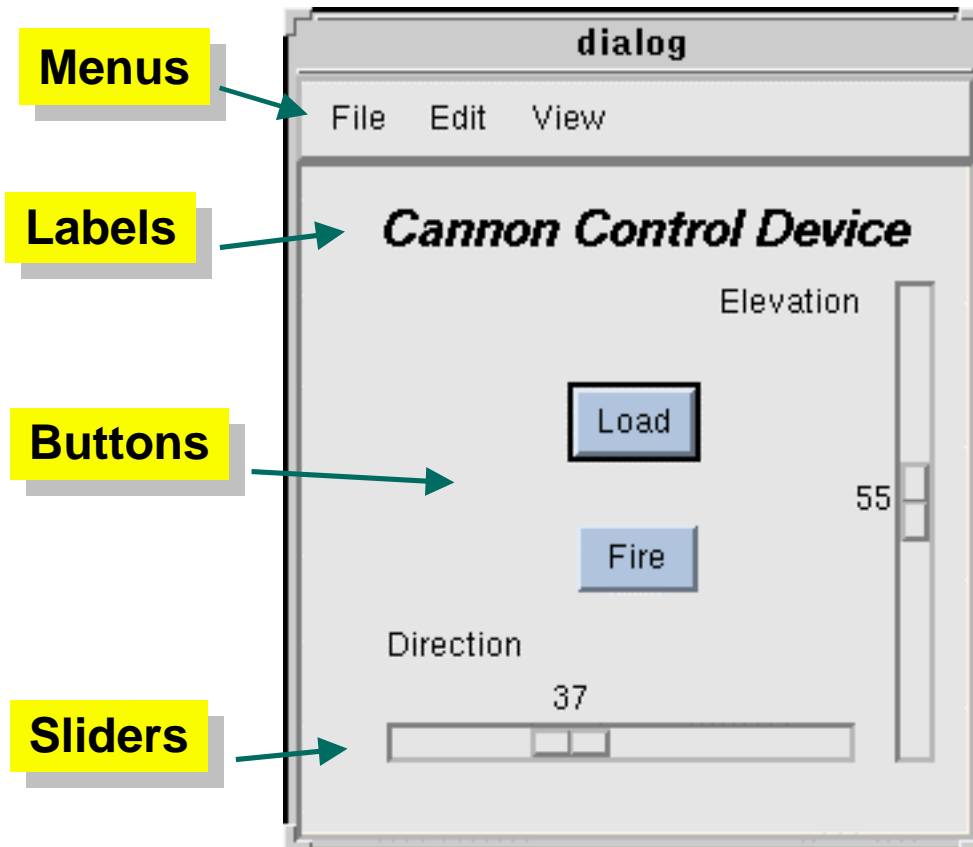 dialog
Menus
File Edit View
Labels
Cannon Control Device
Elevation
Load
Buttons
55
Fire
Direction
37
Sliders